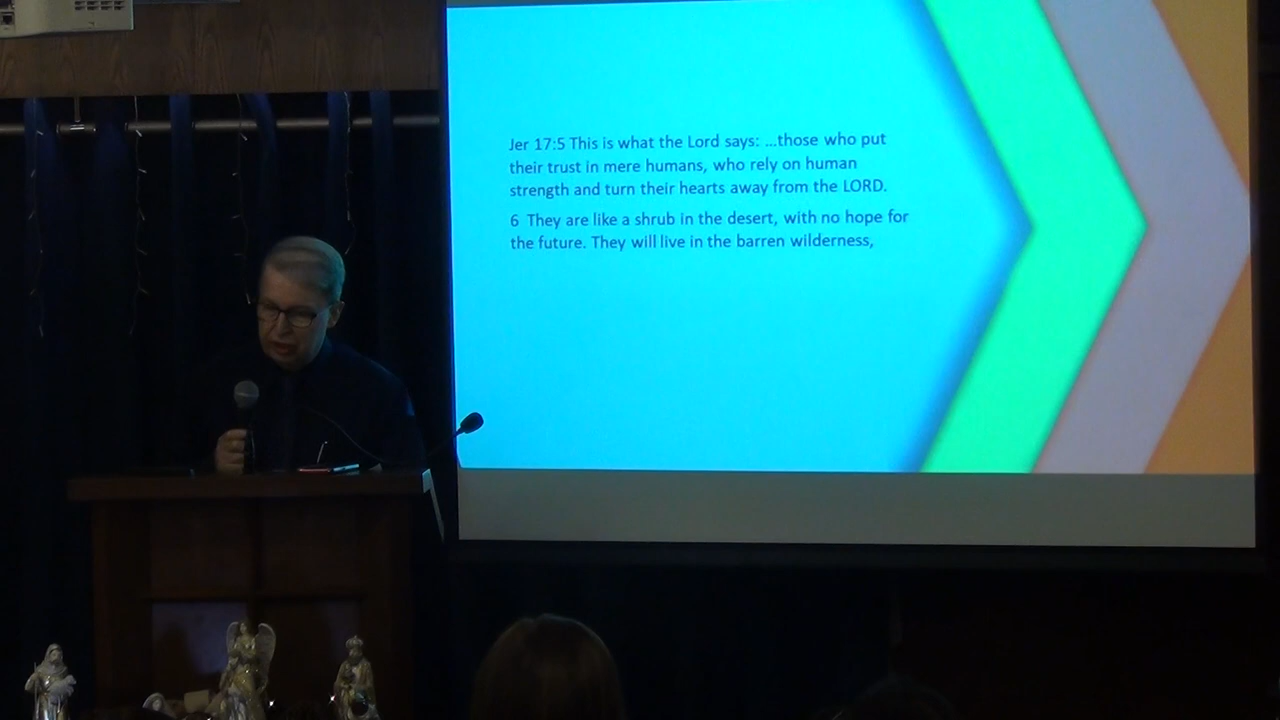 Jer 17:5 This is what the Lord says: ...those who put
their trust in mere humans, who rely on human
strength and turn their hearts away from the LORD.
6 They are like a shrub in the desert, with no hope for
the future. They will live in the barren wilderness,